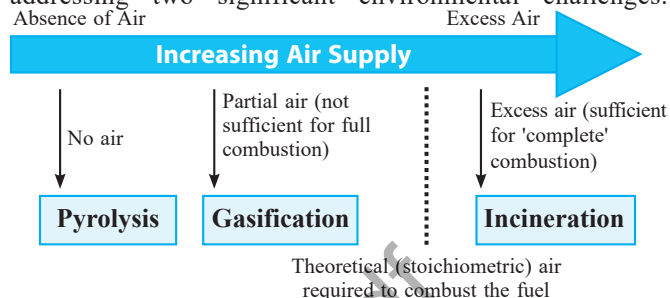 addressing two significant environmental challenges.
Absence of Air
Excess Air
Increasing Air Supply
No air
Partial air (not
sufficient for full
combustion)
Excess air (sufficient
for 'complete'
combustion)
Pyrolysis
Gasification
Incineration
Theoretical (stoichiometric) air
required to combust the fuel